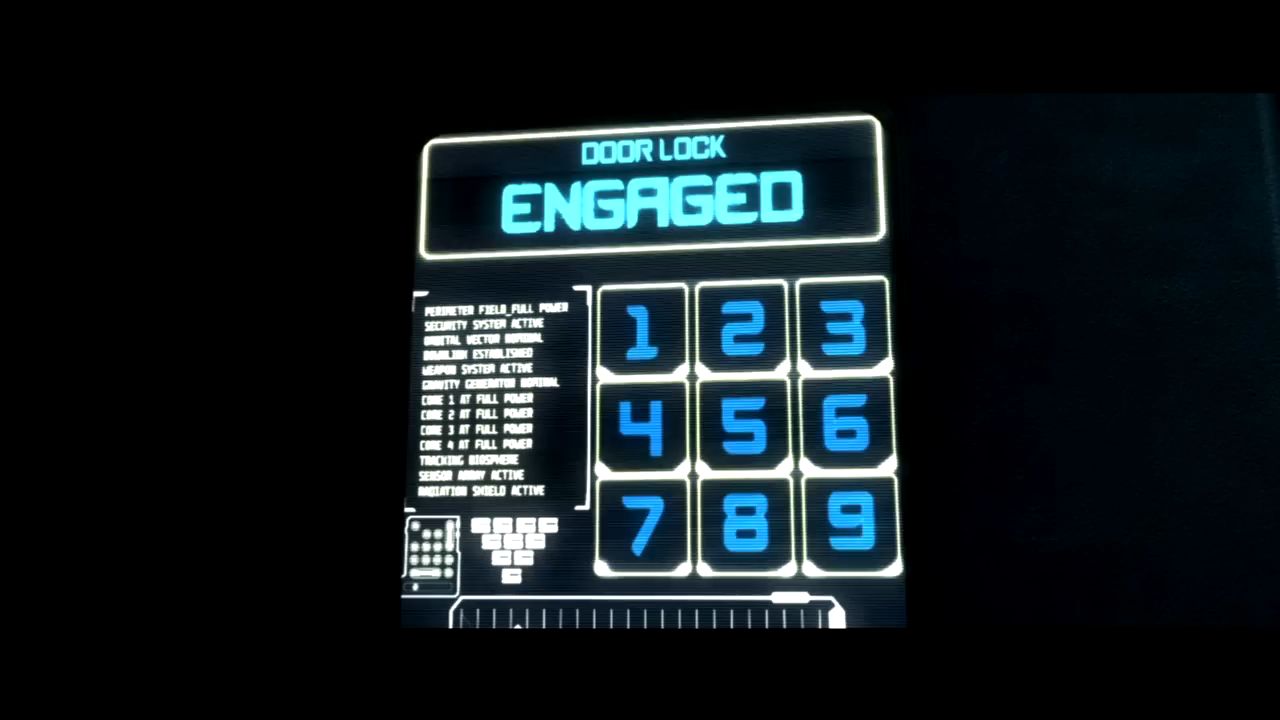 DOOR LOCK
ENGAGED
PERIMETER FIELD_FULL POWER
SECURITY SYSTEM ACTIVE
ORBITAL VECTOR NOMINAL
DOWNLINK ESTABLISHED
WEAPON SYSTEM ACTIVE
GRAVITY GENERATOR NOMINAL
CORE 1 AT FULL POWER
CORE 2 AT FULL POWER
CORE 3 AT FULL POWER
CORE 4 AT FULL POWER
TRACKING BIOSPHERE
SENSOR ARRAY ACTIVE
RADIATION SHIELD ACTIVE
1 2 3
4 5 6
7 8 9